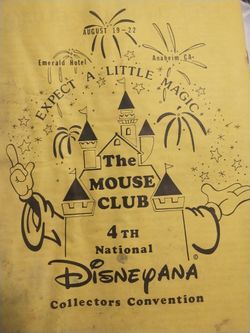 AUGUST 19-22
Emerald Hotel
Anaheim, CA.
EXPECT A LITTLE MAGIC
The
MOUSE
CLUB
4TH
National
DISNEYANA
Collectors Convention